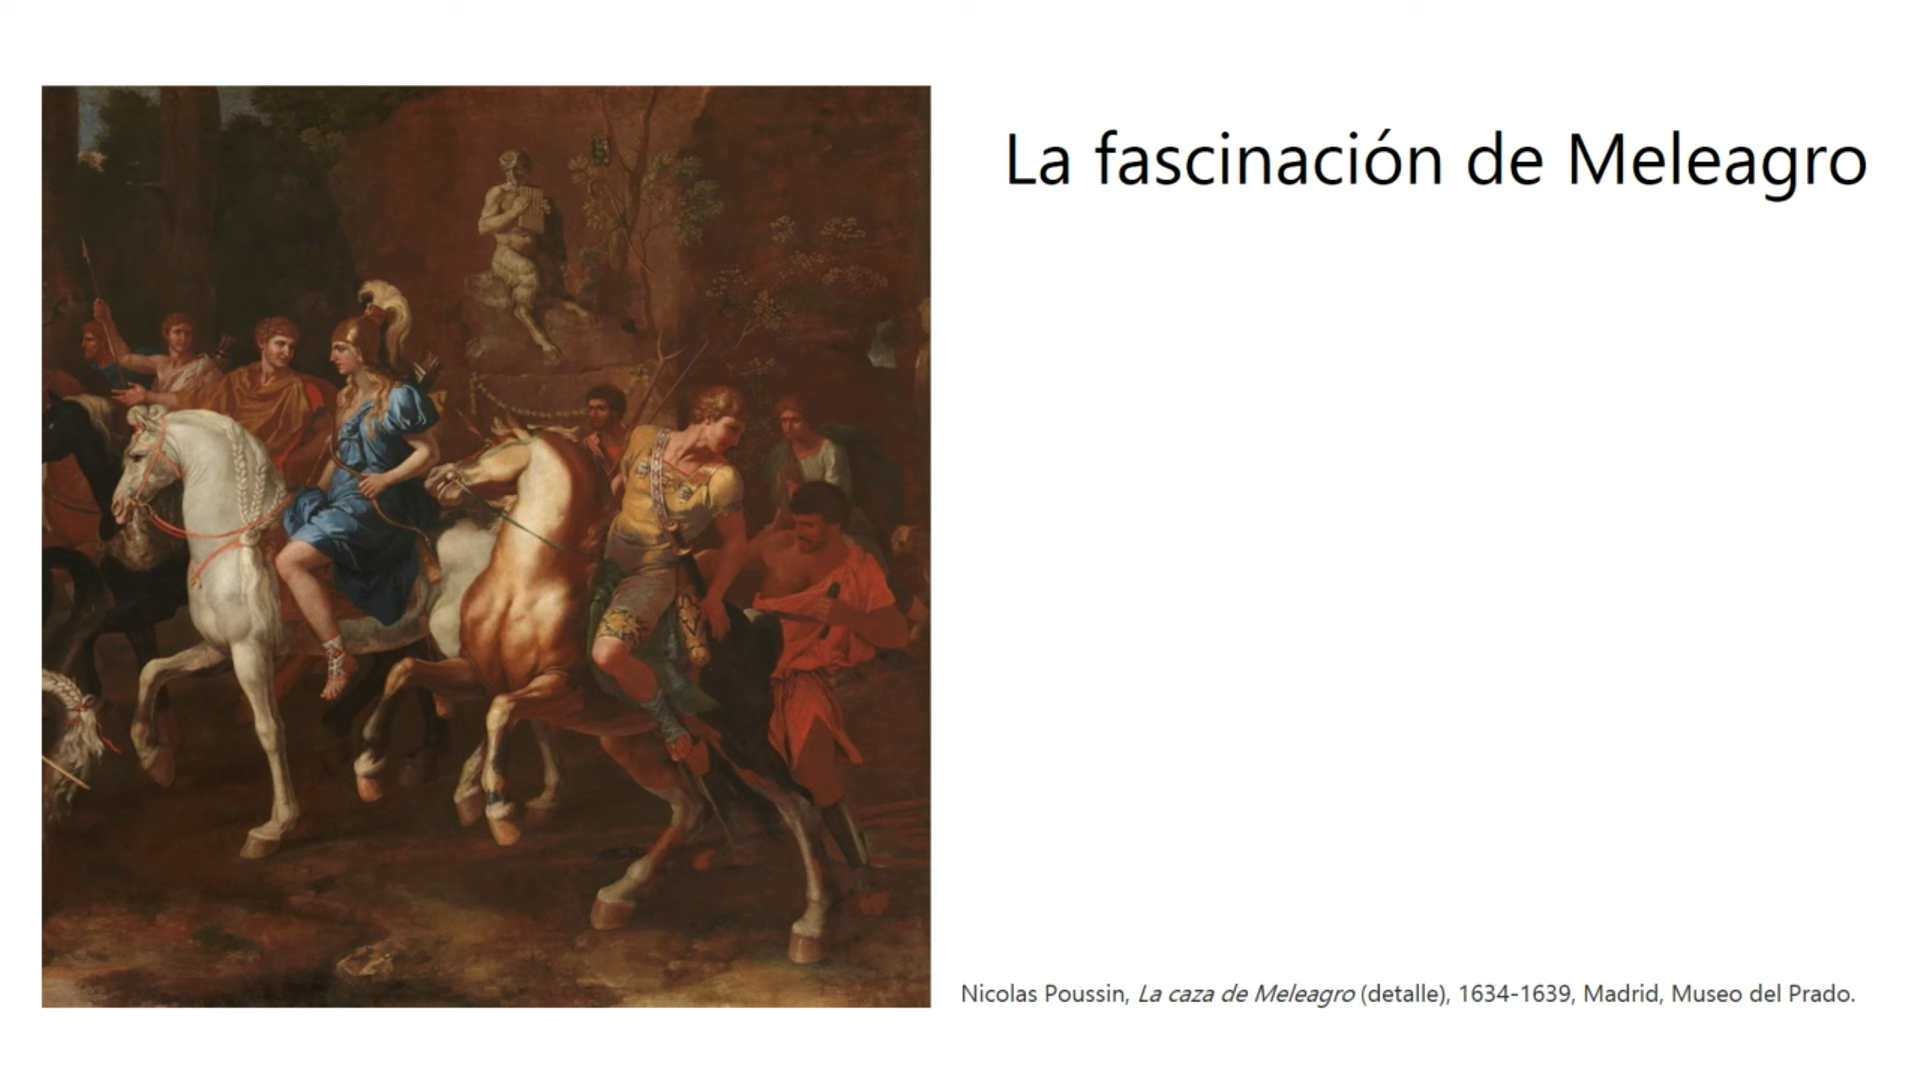 La fascinación de Meleagro
Nicolas Poussin, La caza de Meleagro (detalle), 1634-1639, Madrid, Museo del Prado.